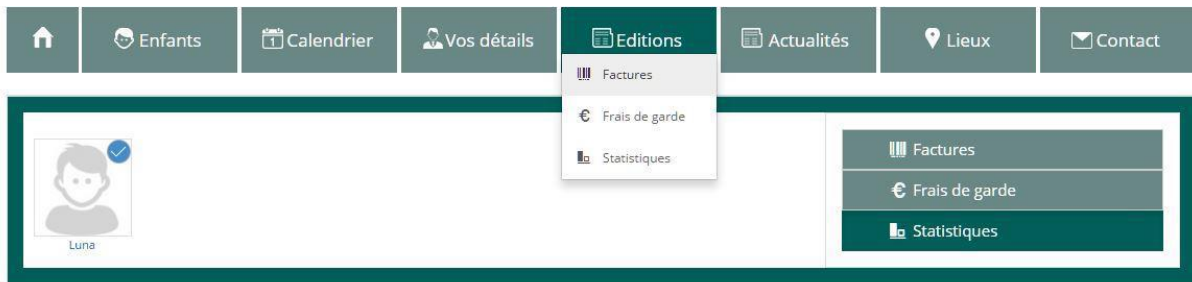 Enfants
1 Calendrier
Vos détails
Editions
Actualités
Lieux
Contact
Factures
€ Frais de garde
Statistiques
Luna
Factures
€ Frais de garde
Statistiques